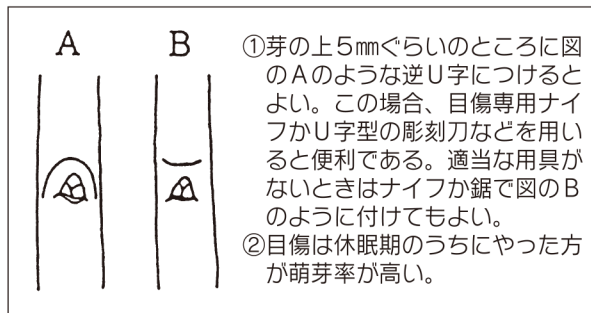 A B
①芽の上5㎜ぐらいのところに図
のAのような逆U字につけると
よい。この場合、目傷専用ナイ
フかU字型の彫刻刀などを用い
ると便利である。適当な用具が
ないときはナイフか鋸で図のB
のように付けてもよい。
②目傷は休眠期のうちにやった方
が萌芽率が高い。